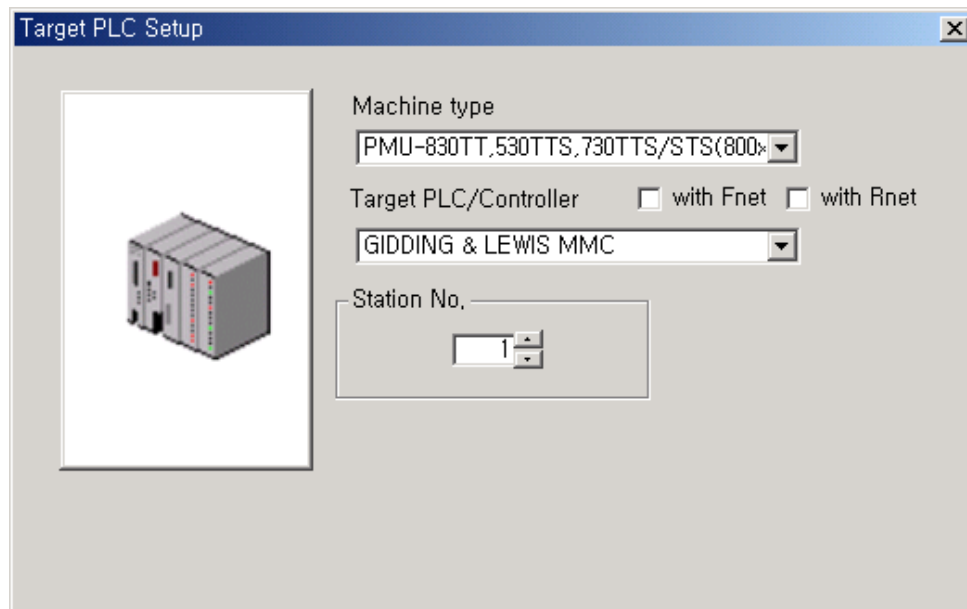 Target PLC Setup
Machine type
PMU-830TT,530TTS,730TTS/STS(800x
Target PLC/Controller with Fnet with Rnet
GIDDING & LEWIS MMC
Station No,
1